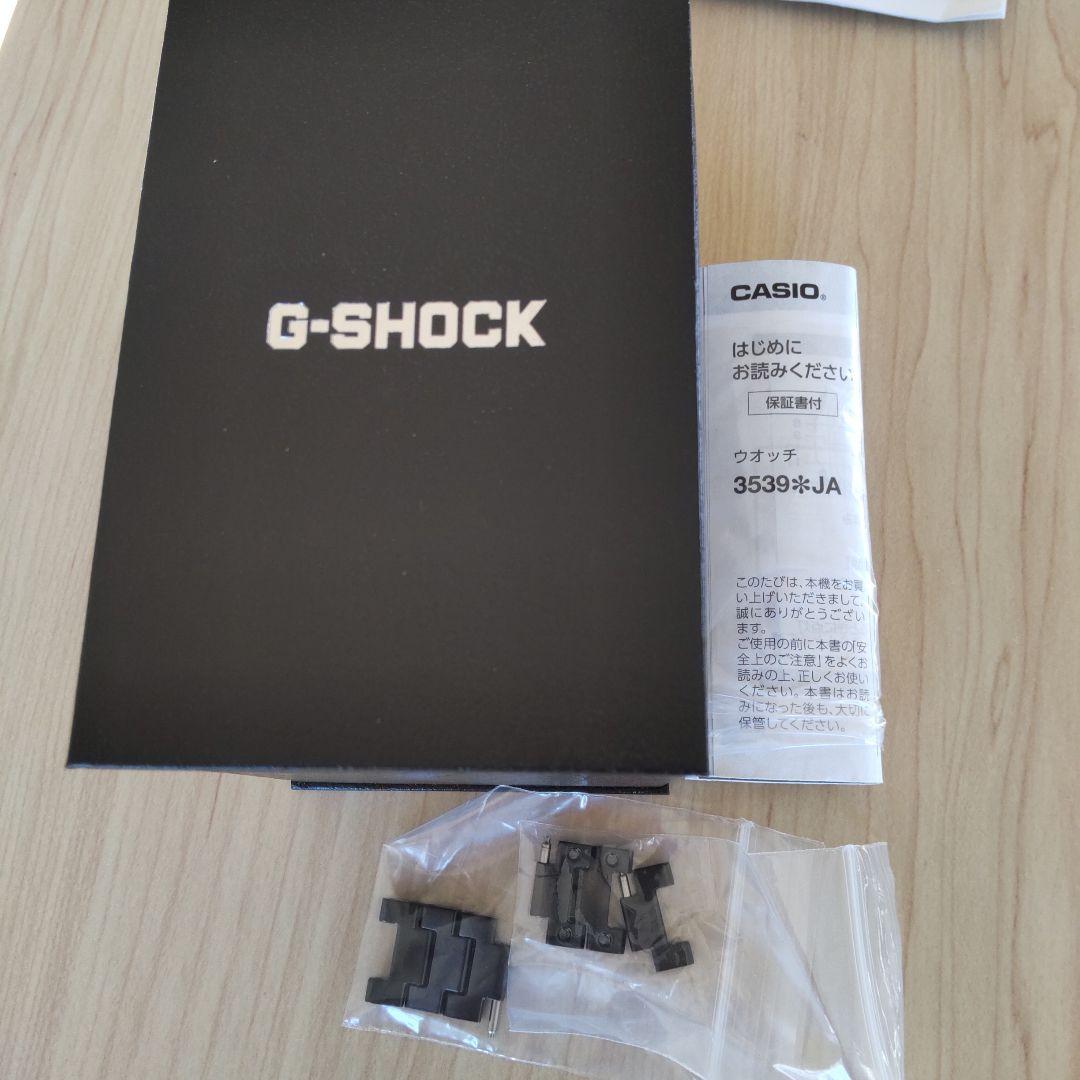 G-SHOCK
CASIO®
はじめに
お読みください
保証書付
ウオッチ
3539✻JA
このたびは、本機をお買
い上げいただきまして、
誠にありがとうござい
ます。
ご使用の前に本書の「安
全上のご注意」をよくお
読みの上、正しくお使い
ください。本書はお読
みになった後も、大切に
保管してください。